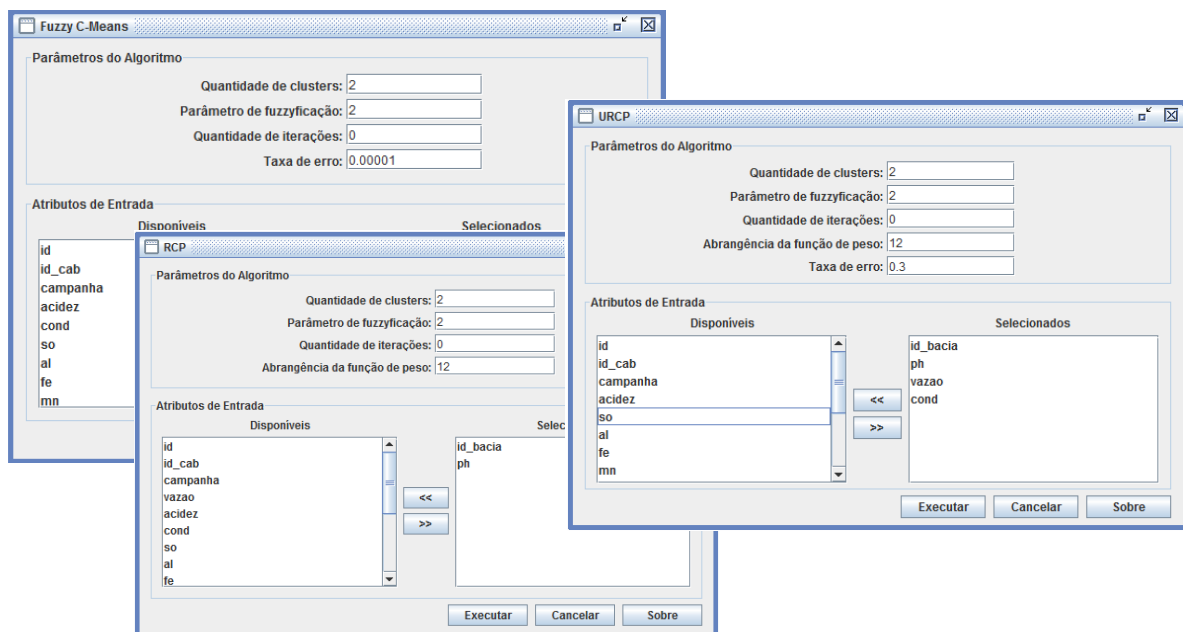 Fuzzy C-Means
Parâmetros do Algoritmo
Quantidade de clusters: 2
Parâmetro de fuzzyficação: 2
Quantidade de iterações: 0
Taxa de erro: 0.00001
Atributos de Entrada
Disponíveis Selecionados
id
id_cab
campanha
acidez
cond
so
al
fe
mn
RCP
Parâmetros do Algoritmo
Quantidade de clusters: 2
Parâmetro de fuzzyficação: 2
Quantidade de iterações: 0
Abrangência da função de peso: 12
Atributos de Entrada
Disponíveis Selec
id
id_cab
campanha
vazao
acidez
cond
so
al
fe
<<
>>
id_bacia
ph
Executar Cancelar Sobre
URCP
Parâmetros do Algoritmo
Quantidade de clusters: 2
Parâmetro de fuzzyficação: 2
Quantidade de iterações: 0
Abrangência da função de peso: 12
Taxa de erro: 0.3
Atributos de Entrada
Disponíveis Selecionados
id
id_cab
campanha
acidez
so
al
fe
mn
<<
>>
id_bacia
ph
vazao
cond
Executar Cancelar Sobre